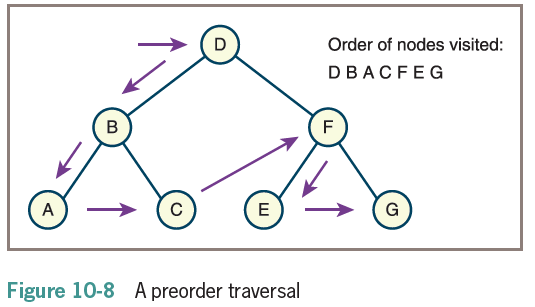 D
Order of nodes visited:
D B A C F E G
B
F
A
C
E
G
Figure 10-8 A preorder traversal